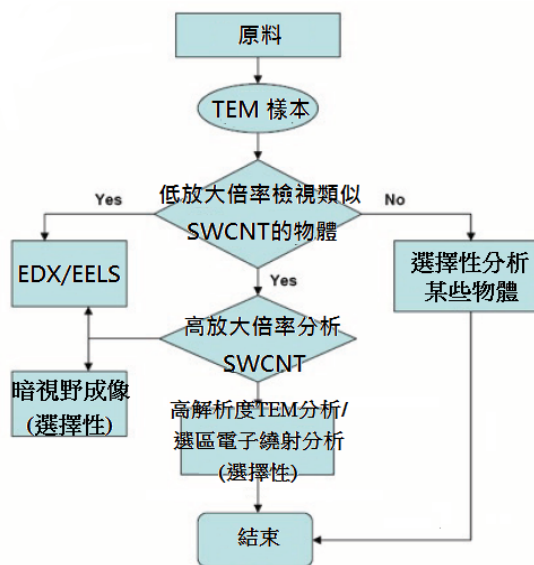 原料
TEM 樣本
低放大倍率檢視類似
SWCNT的物體
Yes
No
EDX/EELS
選擇性分析
某些物體
Yes
高放大倍率分析
SWCNT
暗視野成像
(選擇性)
高解析度TEM分析/
選區電子繞射分析
(選擇性)
結束